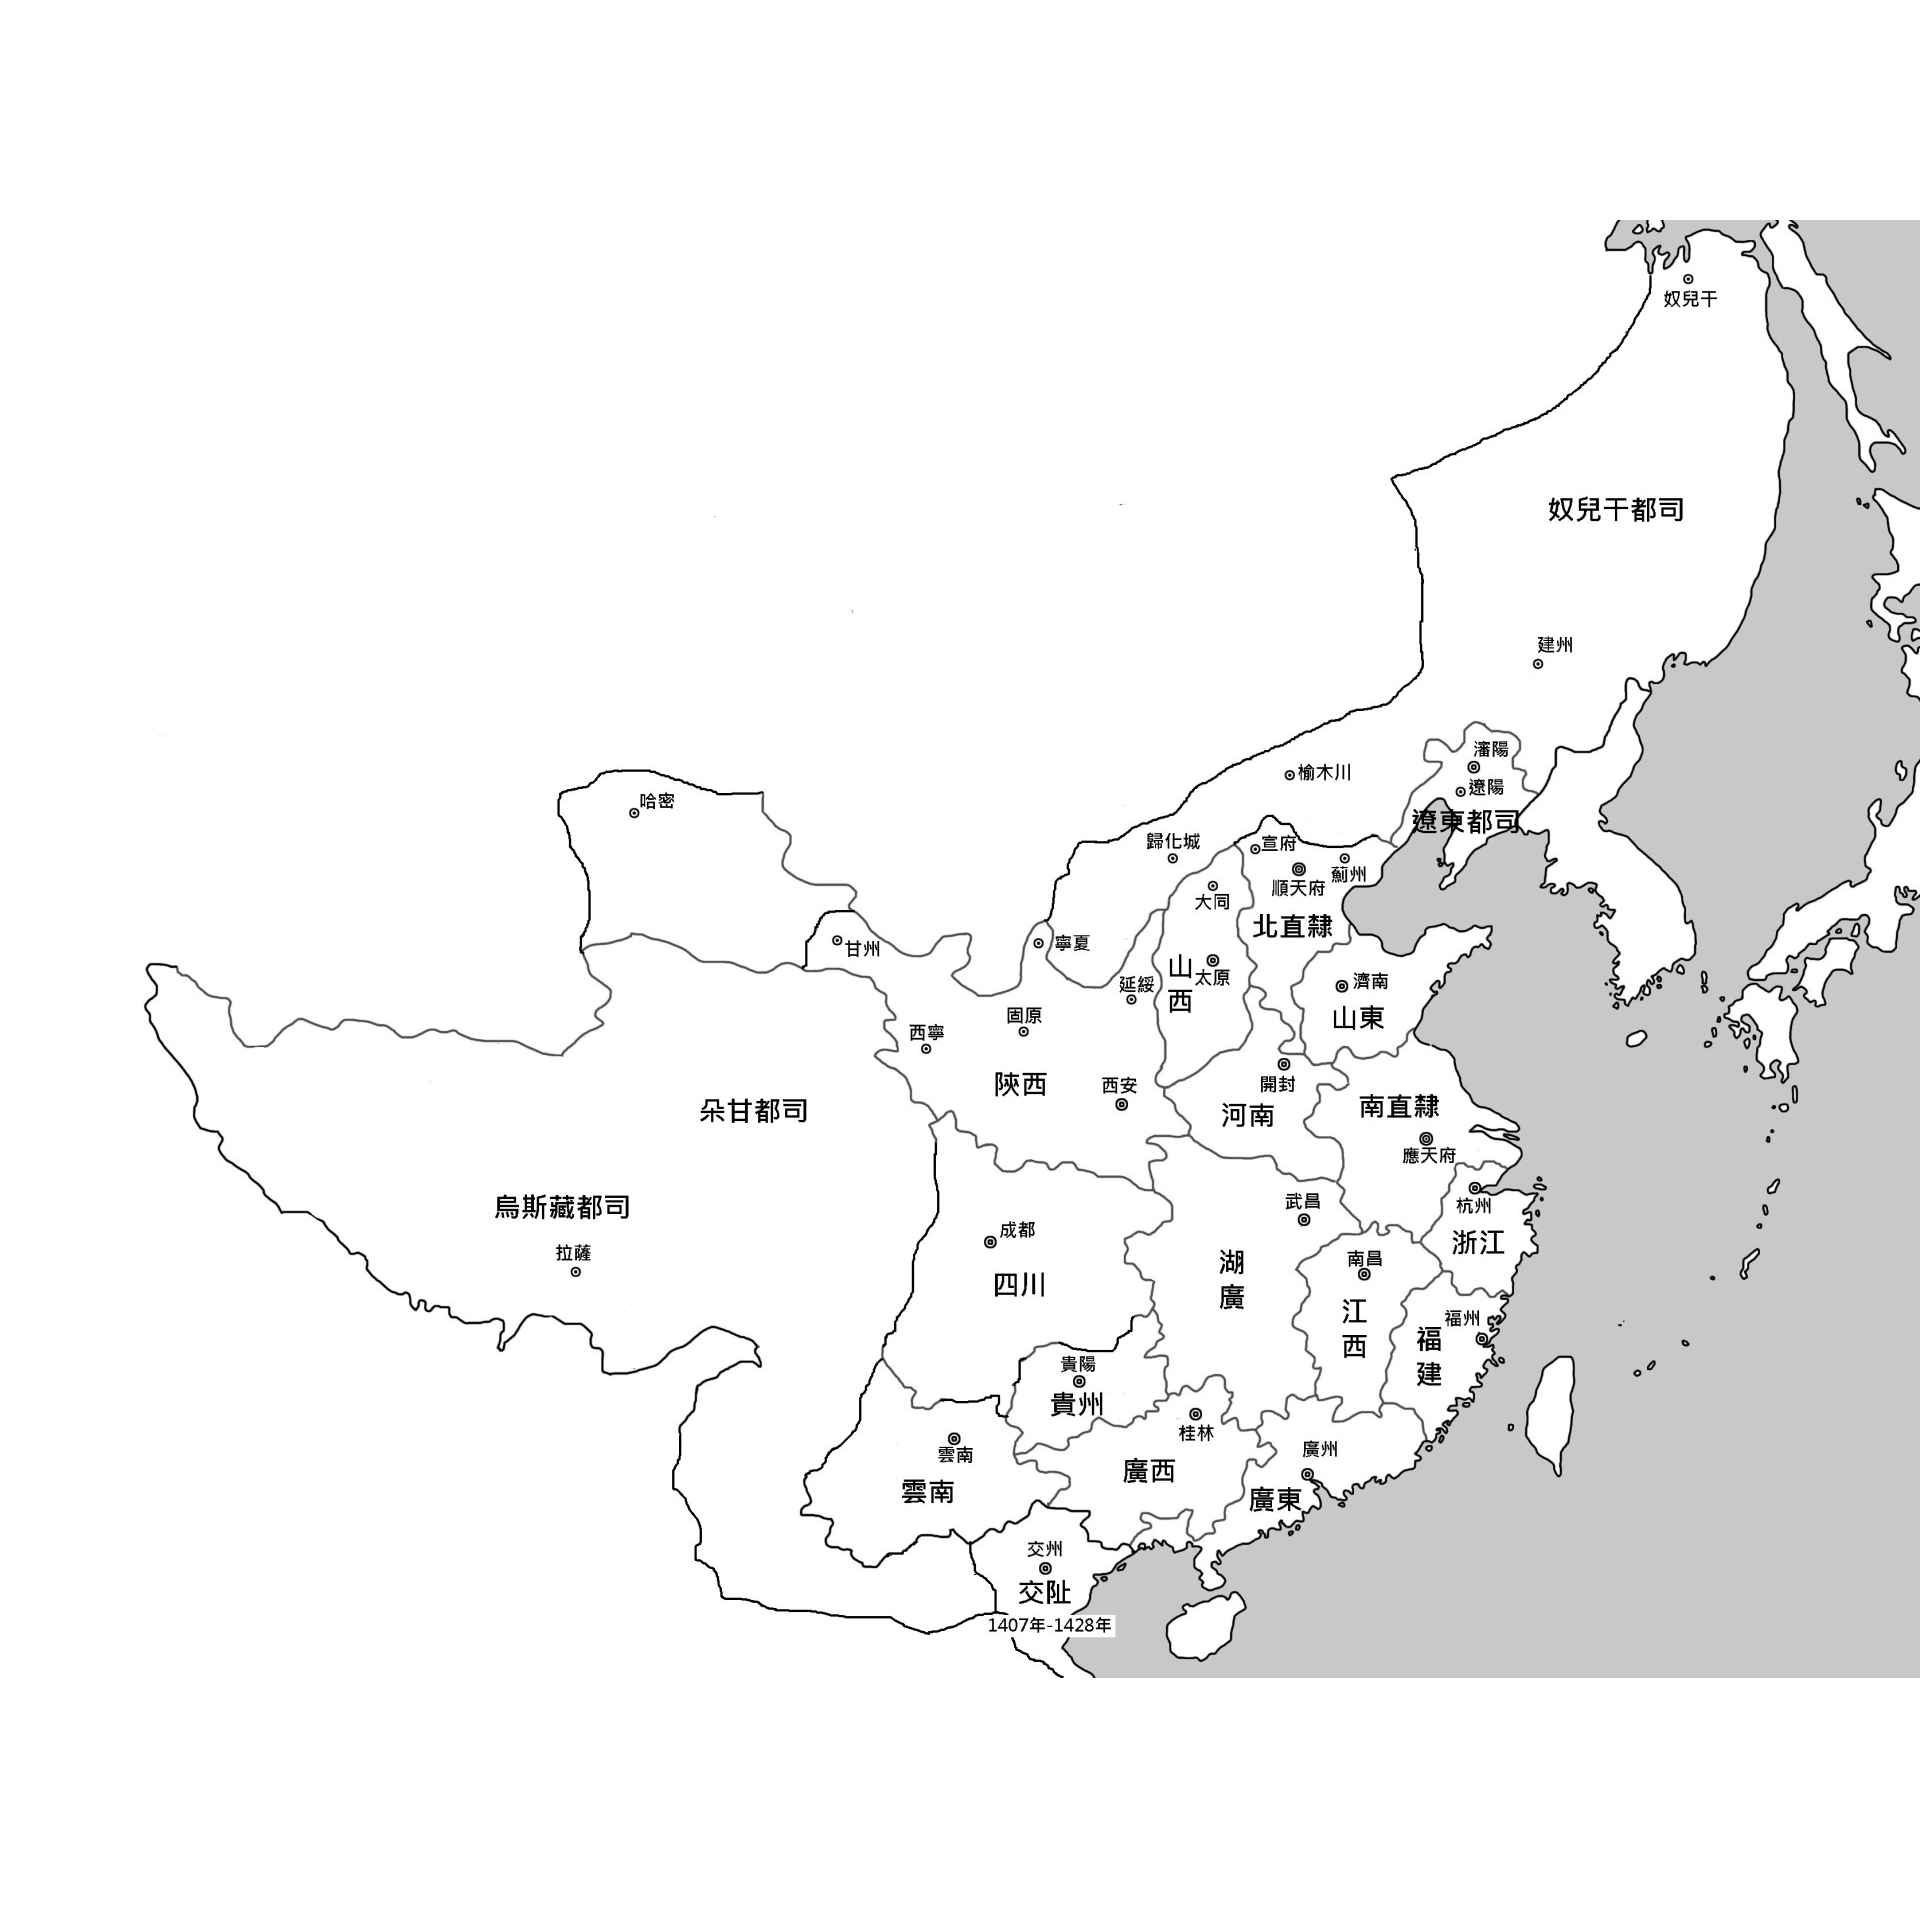 奴兒干
奴兒干都司
建州
瀋陽
遼陽
遼東都司
榆木川
哈密
歸化城
宣府
順天府
薊州
大同
北直隸
甘州
寧夏
山西
太原
延綏
濟南
山東
固原
西寧
陝西
西安
開封
河南
南直隸
應天府
朵甘都司
烏斯藏都司
拉薩
武昌
杭州
浙江
成都
四川
湖廣
南昌
江西
福州
福建
貴陽
貴州
桂林
雲南
雲南
廣西
廣州
廣東
交州
交阯
1407年-1428年